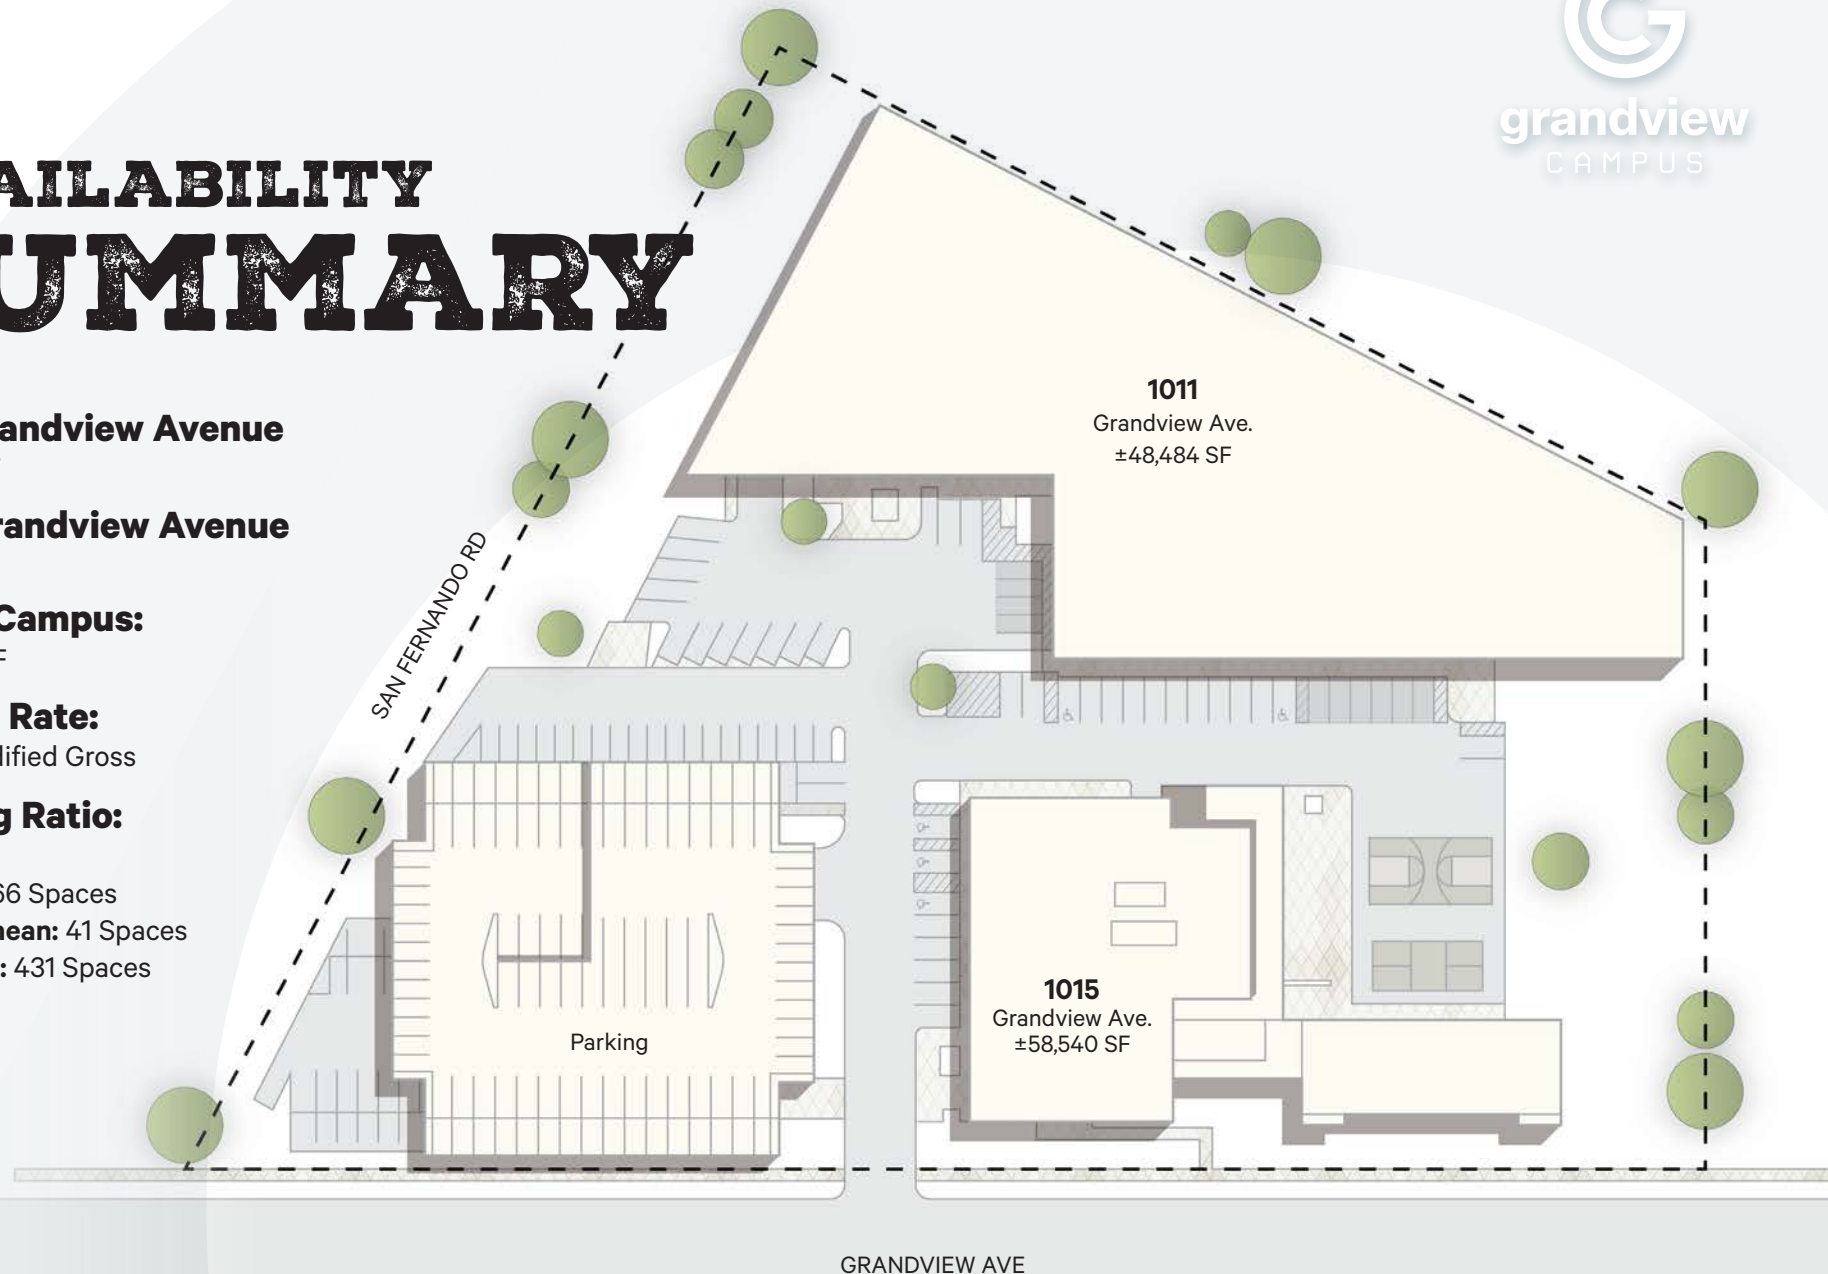 AILABILITY
UMMARY
andview Avenue
randview Avenue
Campus:
Rate:
lified Gross
g Ratio:
66 Spaces
nean: 41 Spaces
: 431 Spaces
grandview
CAMPUS
1011
Grandview Ave.
±48,484 SF
SAN FERNANDO RD
Parking
1015
Grandview Ave.
±58,540 SF
GRANDVIEW AVE